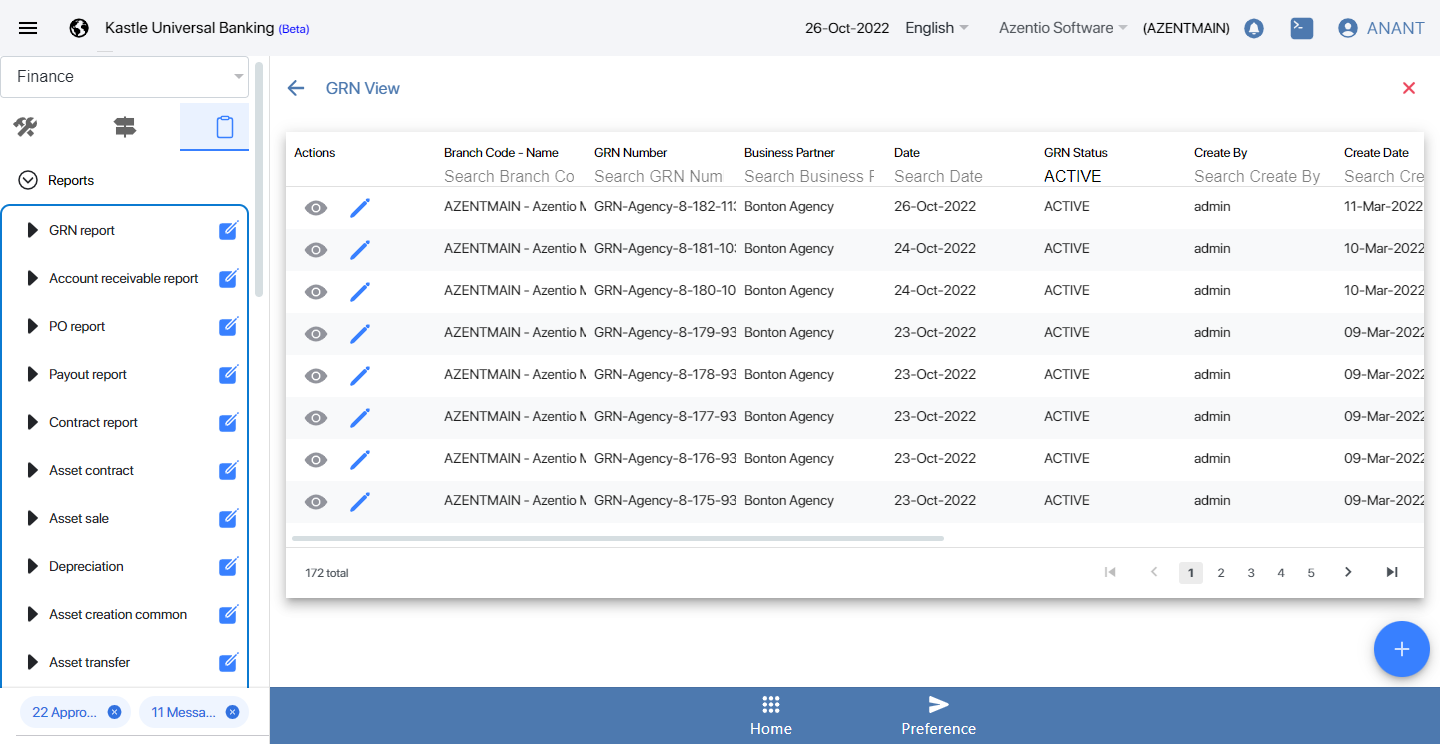 Kastle Universal Banking (Beta)
26-Oct-2022 English Azentio Software (AZENTMAIN) ANANT
Finance
Reports
GRN report
Account receivable report
PO report
Payout report
Contract report
Asset contract
Asset sale
Depreciation
Asset creation common
Asset transfer
22 Appro... 11 Messa...
GRN View
Actions Branch Code - Name GRN Number Business Partner Date GRN Status Create By Create Date
Search Branch Co Search GRN Num Search Business F Search Date ACTIVE Search Create By Search Cre
AZENTMAIN - Azentio M GRN-Agency-8-182-113 Bonton Agency 26-Oct-2022 ACTIVE admin 11-Mar-2022
AZENTMAIN - Azentio M GRN-Agency-8-181-103 Bonton Agency 24-Oct-2022 ACTIVE admin 10-Mar-2022
AZENTMAIN - Azentio M GRN-Agency-8-180-10 Bonton Agency 24-Oct-2022 ACTIVE admin 10-Mar-2022
AZENTMAIN - Azentio M GRN-Agency-8-179-93 Bonton Agency 23-Oct-2022 ACTIVE admin 09-Mar-2022
AZENTMAIN - Azentio M GRN-Agency-8-178-93 Bonton Agency 23-Oct-2022 ACTIVE admin 09-Mar-2022
AZENTMAIN - Azentio M GRN-Agency-8-177-93 Bonton Agency 23-Oct-2022 ACTIVE admin 09-Mar-2022
AZENTMAIN - Azentio M GRN-Agency-8-176-93 Bonton Agency 23-Oct-2022 ACTIVE admin 09-Mar-2022
AZENTMAIN - Azentio M GRN-Agency-8-175-93 Bonton Agency 23-Oct-2022 ACTIVE admin 09-Mar-2022
172 total 1 2 3 4 5
Home Preference